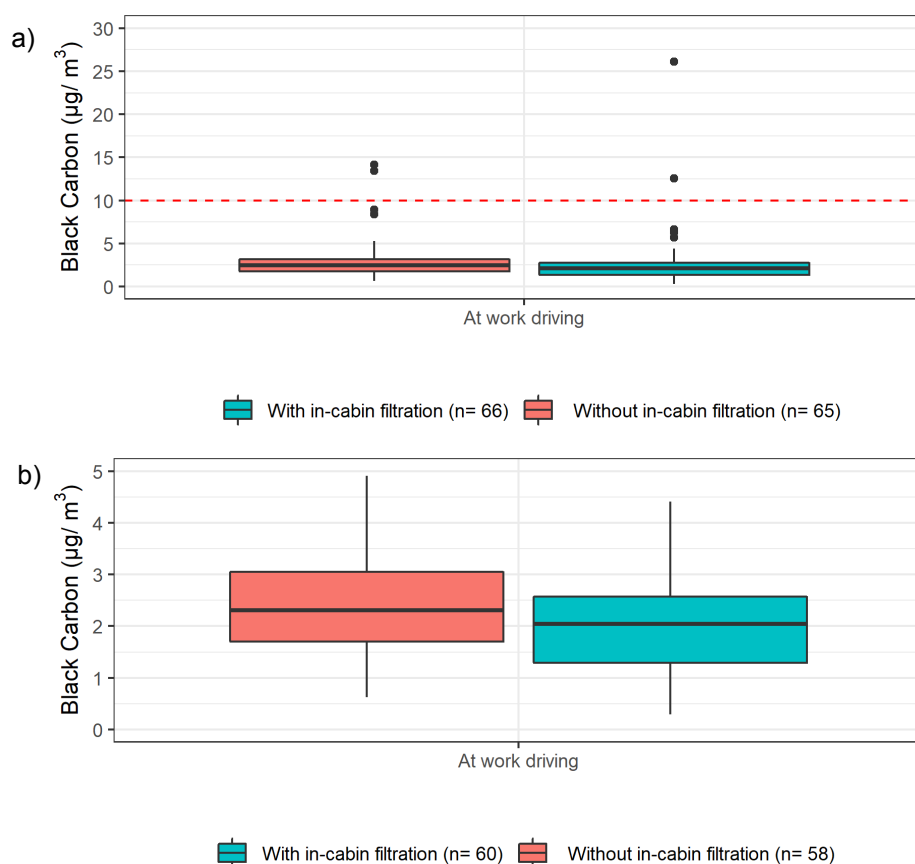 a)
Black Carbon (µg/ m³)
30
25
20
15
10
5
0
At work driving
With in-cabin filtration (n= 66)   Without in-cabin filtration (n= 65)
b)
Black Carbon (µg/ m³)
5
4
3
2
1
0
At work driving
With in-cabin filtration (n= 60)   Without in-cabin filtration (n= 58)